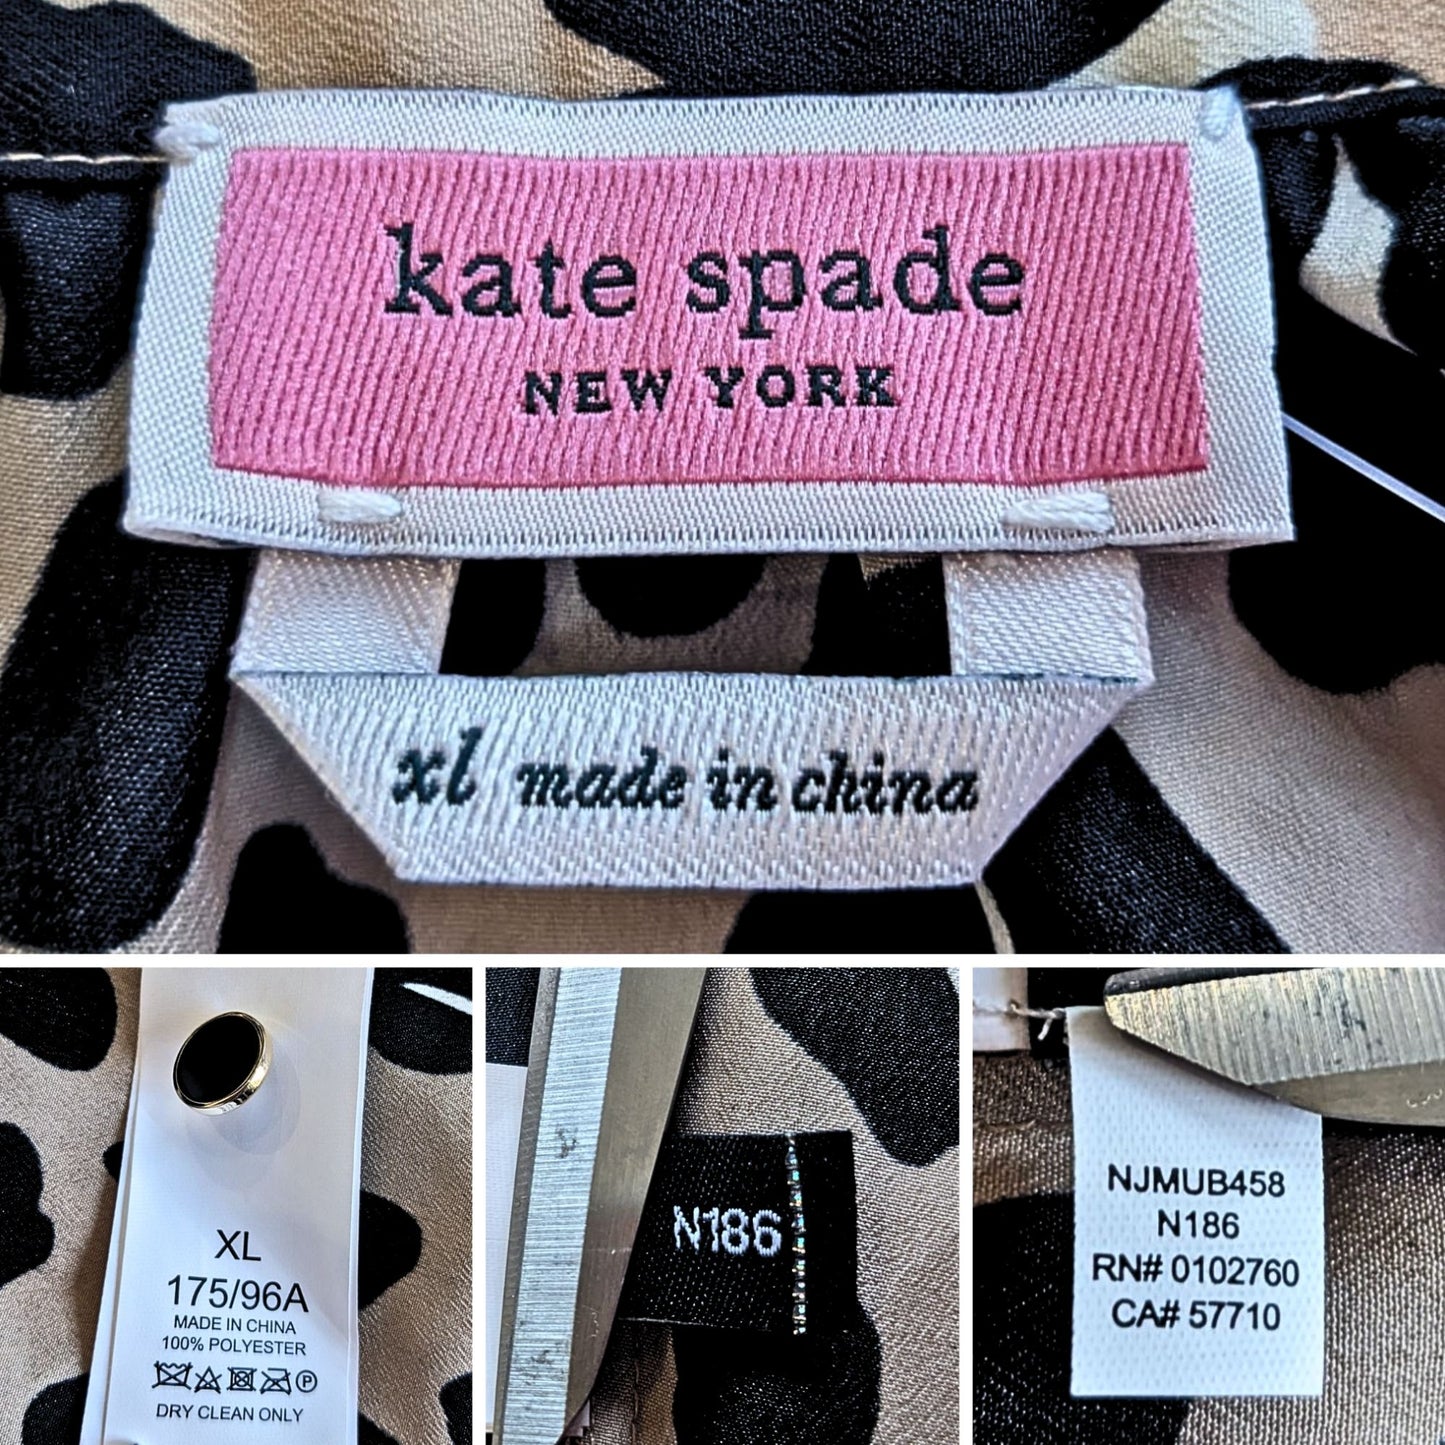 kate spade
NEW YORK
xl made in china
XL
175/96A
MADE IN CHINA
100% POLYESTER
P
DRY CLEAN ONLY
N186
NJMUB458
N186
RN# 0102760
CA# 57710